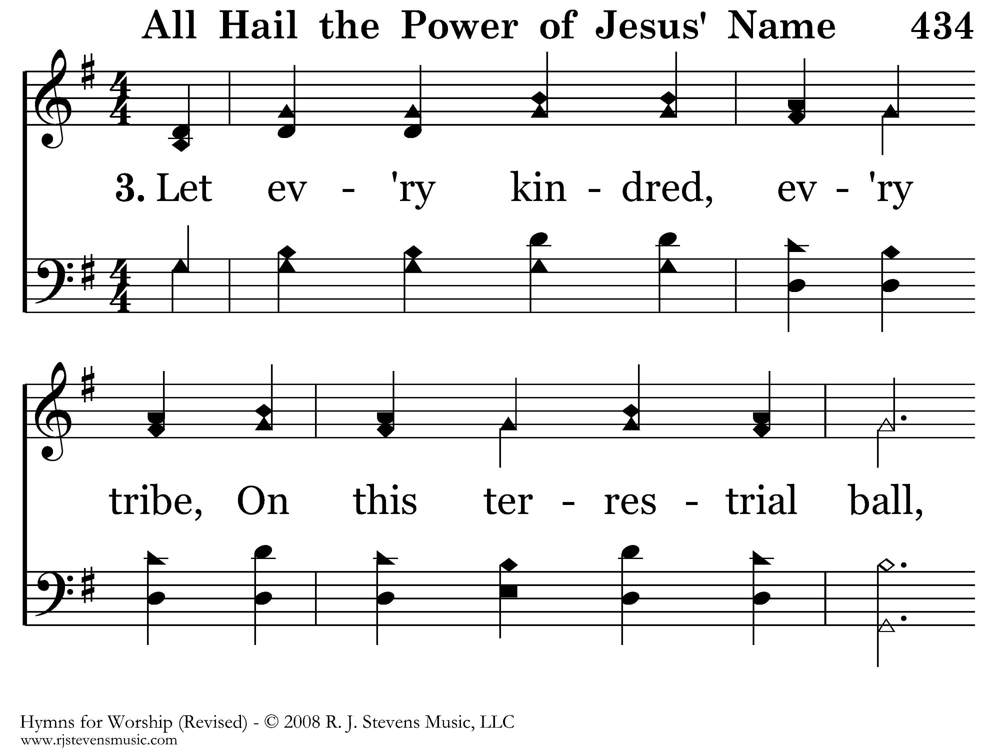 All Hail the Power of Jesus' Name 434
3. Let ev - 'ry kin - dred, ev - 'ry
tribe, On this ter - res - trial ball,
Hymns for Worship (Revised) - © 2008 R. J. Stevens Music, LLC
www.rjstevensmusic.com